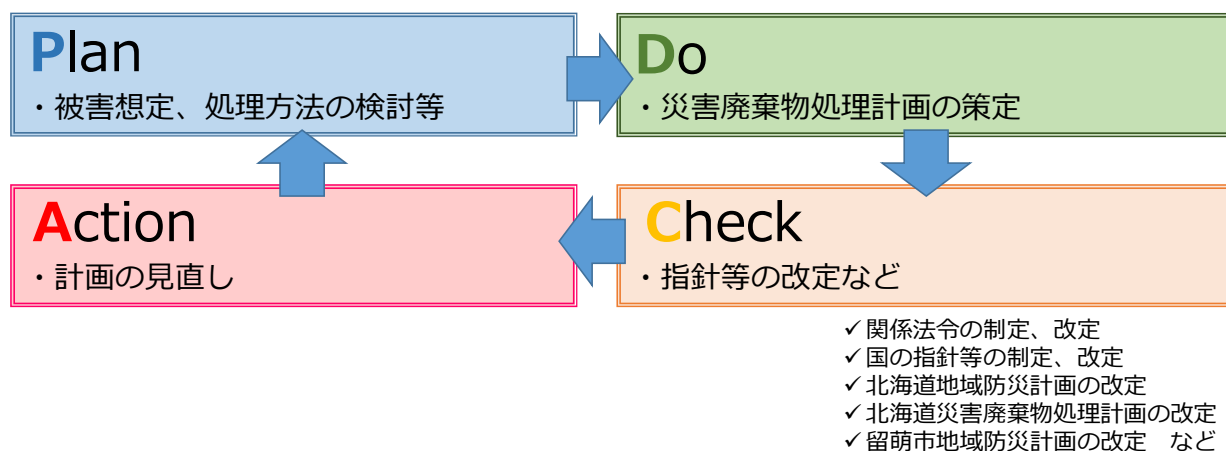 Plan
・被害想定、処理方法の検討等
Do
・災害廃棄物処理計画の策定
Action
・計画の見直し
Check
・指針等の改定など
✓関係法令の制定、改定
✓国の指針等の制定、改定
✓北海道地域防災計画の改定
✓北海道災害廃棄物処理計画の改定
✓留萌市地域防災計画の改定　など